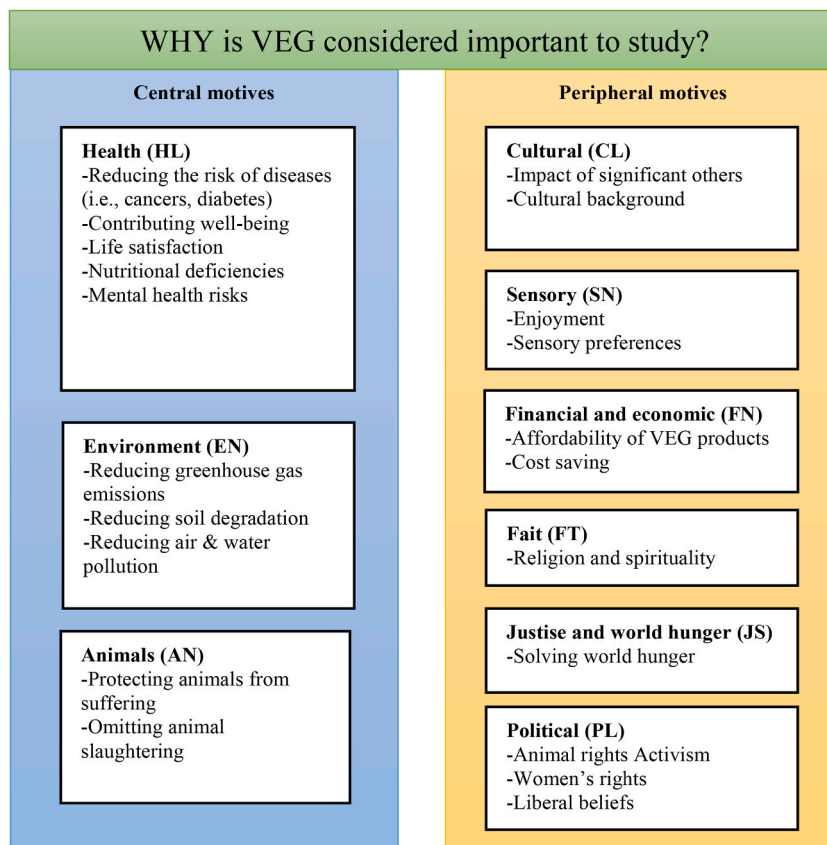 WHY is VEG considered important to study?
Central motives
Health (HL)
-Reducing the risk of diseases
(i.e., cancers, diabetes)
-Contributing well-being
-Life satisfaction
-Nutritional deficiencies
-Mental health risks
Environment (EN)
-Reducing greenhouse gas
emissions
-Reducing soil degradation
-Reducing air & water
pollution
Animals (AN)
-Protecting animals from
suffering
-Omitting animal
slaughtering
Peripheral motives
Cultural (CL)
-Impact of significant others
-Cultural background
Sensory (SN)
-Enjoyment
-Sensory preferences
Financial and economic (FN)
-Affordability of VEG products
-Cost saving
Fait (FT)
-Religion and spirituality
Justise and world hunger (JS)
-Solving world hunger
Political (PL)
-Animal rights Activism
-Women’s rights
-Liberal beliefs